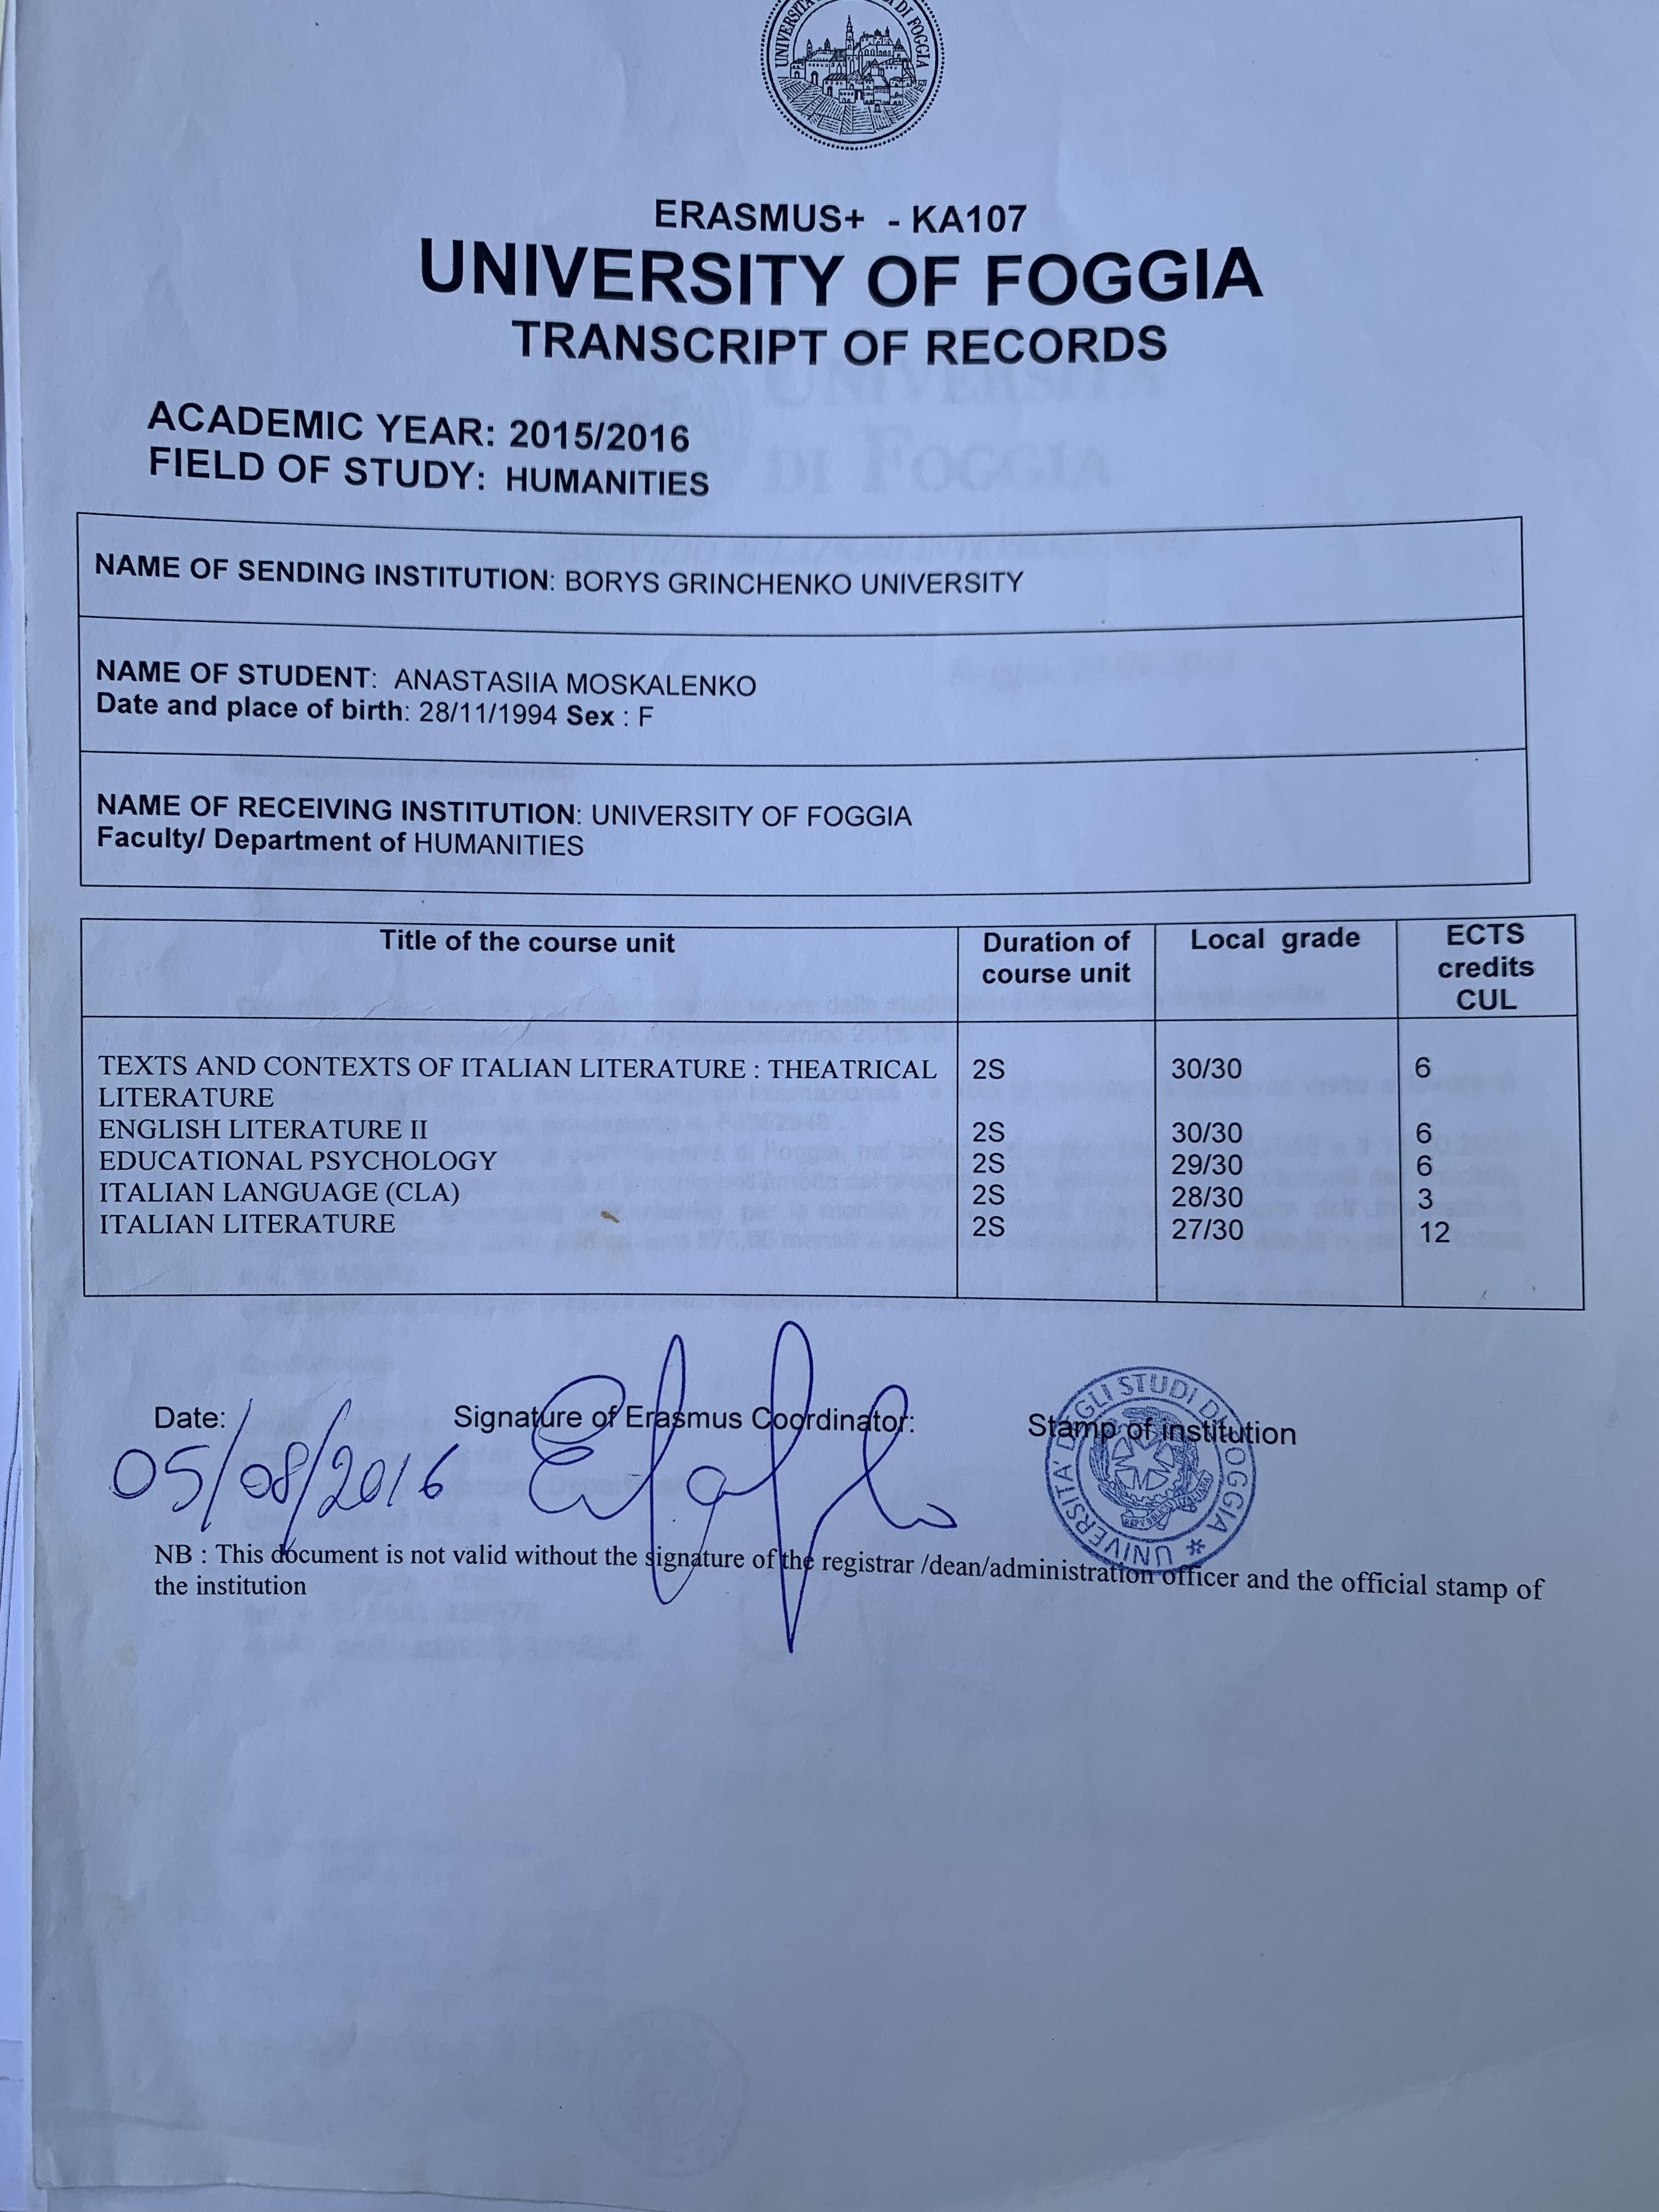 UNIVERSITA DI FOGGIA
ERASMUS+ - KA107
UNIVERSITY OF FOGGIA
TRANSCRIPT OF RECORDS
ACADEMIC YEAR: 2015/2016
FIELD OF STUDY: HUMANITIES
NAME OF SENDING INSTITUTION: BORYS GRINCHENKO UNIVERSITY
NAME OF STUDENT: ANASTASIIA MOSKALENKO
Date and place of birth: 28/11/1994 Sex : F
NAME OF RECEIVING INSTITUTION: UNIVERSITY OF FOGGIA
Faculty/ Department of HUMANITIES
Title of the course unit Duration of course unit Local grade ECTS credits CUL
TEXTS AND CONTEXTS OF ITALIAN LITERATURE : THEATRICAL 2S 30/30 6
LITERATURE
ENGLISH LITERATURE II 2S 30/30 6
EDUCATIONAL PSYCHOLOGY 2S 29/30 6
ITALIAN LANGUAGE (CLA) 2S 28/30 3
ITALIAN LITERATURE 2S 27/30 12
Date: Signature of Erasmus Coordinator: Stamp of institution
05/08/2016
UNIVERSITA' DEGLI STUDI DI FOGGIA
NB : This document is not valid without the signature of the registrar /dean/administration officer and the official stamp of
the institution